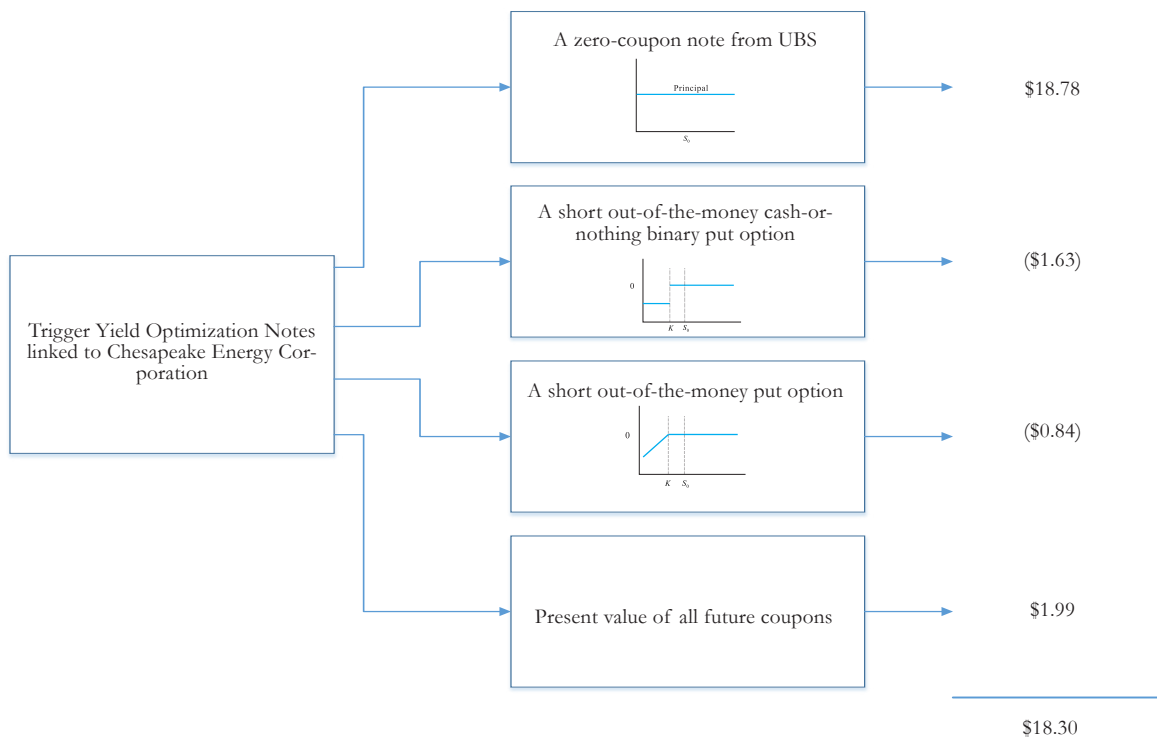 A zero-coupon note from UBS
Principal
S0
$18.78
A short out-of-the-money cash-or-
nothing binary put option
0
K
S0
($1.63)
Trigger Yield Optimization Notes
linked to Chesapeake Energy Cor-
poration
A short out-of-the-money put option
0
K
S0
($0.84)
Present value of all future coupons
$1.99
$18.30